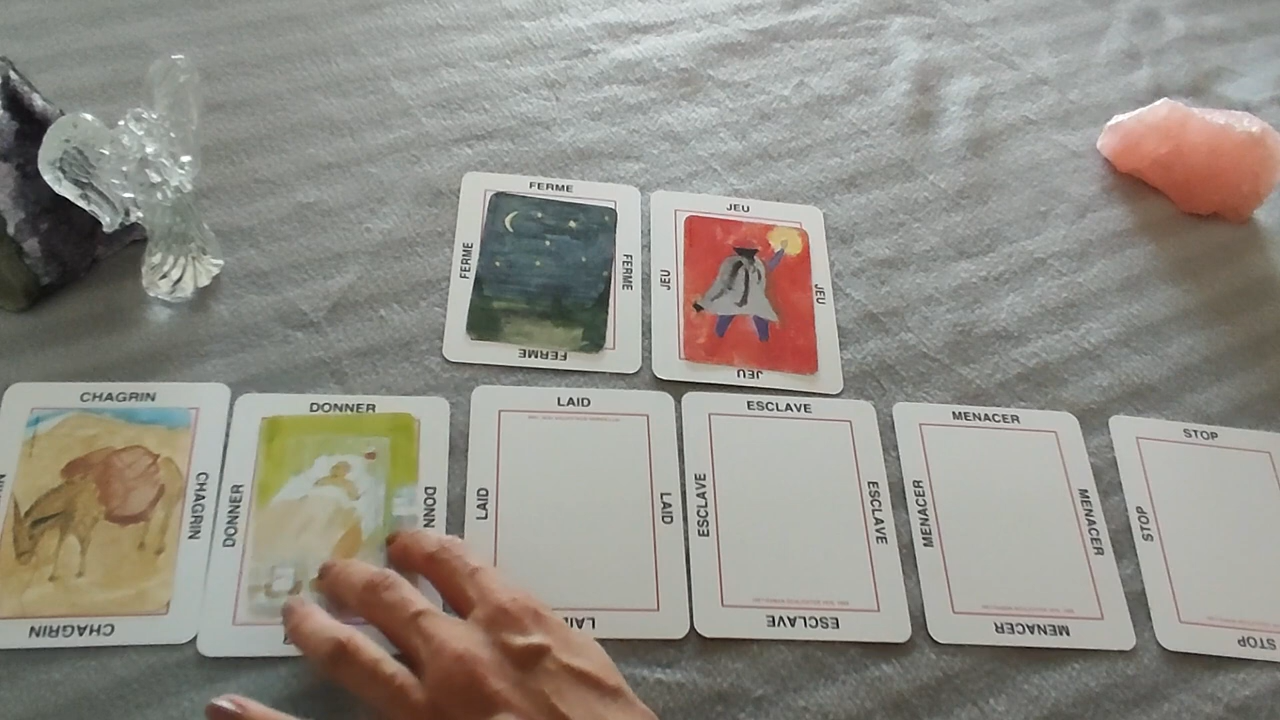 FERME
FERME
FERME
FERME
JEU
JEU
JEU
JEU
CHAGRIN
CHAGRIN
CHAGRIN
DONNER
DONNER
LAID
LAID
LAID
ESCLAVE
ESCLAVE
ESCLAVE
ESCLAVE
MENACER
MENACER
MENACER
MENACER
STOP
STOP
STOP